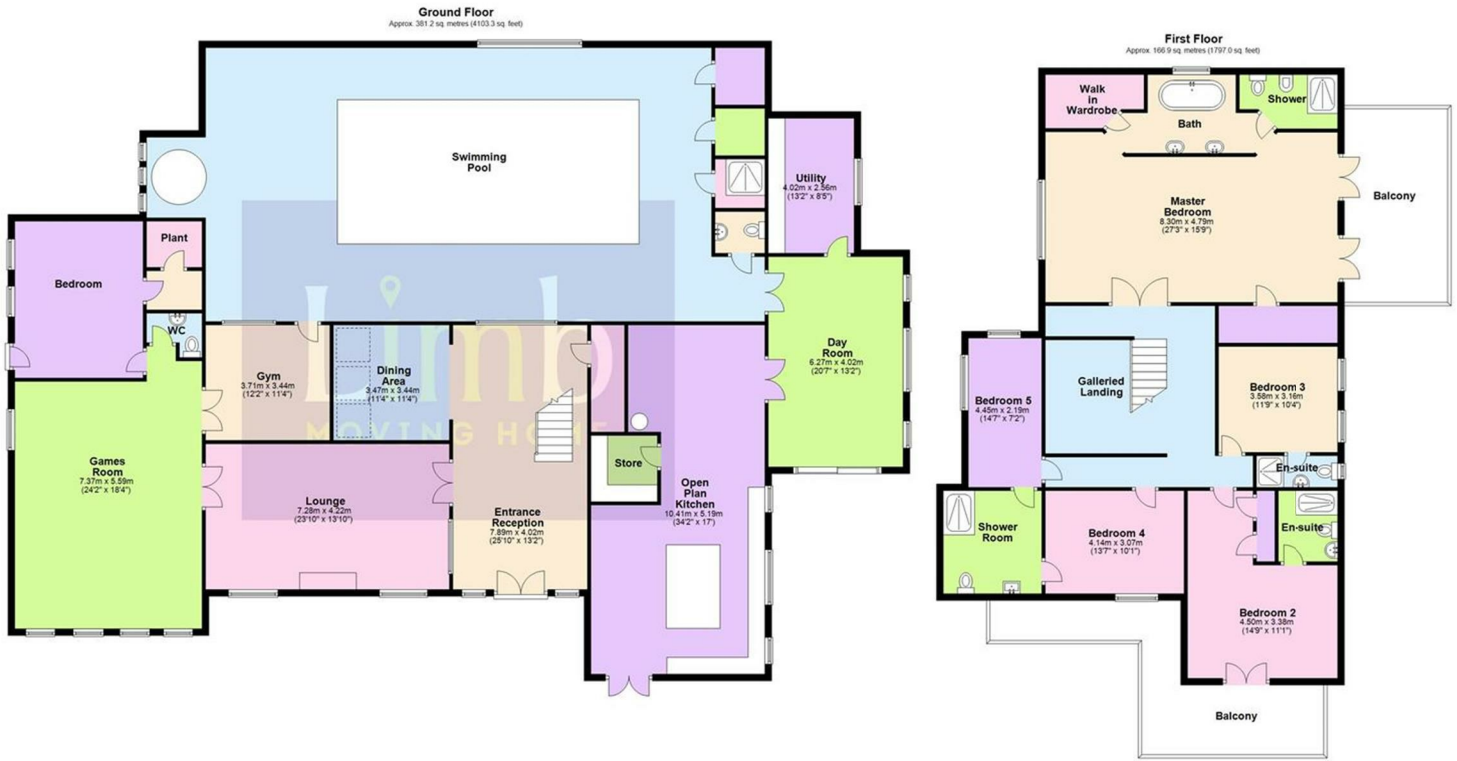 Ground Floor
Approx. 381.2 sq. metres (4103.3 sq. feet)
Swimming
Pool
Utility
4.02m x 2.56m
(13'2" x 8'5")
Plant
Bedroom
WC
Gym
3.71m x 3.44m
(12'2" x 11'4")
Dining
Area
3.47m x 3.44m
(11'4" x 11'4")
Day
Room
6.27m x 4.02m
(20'7" x 13'2")
Games
Room
7.37m x 5.59m
(24'2" x 18'4")
Lounge
7.28m x 4.22m
(23'10" x 13'10")
Entrance
Reception
7.89m x 4.02m
(25'10" x 13'2")
Store
Open
Plan
Kitchen
10.41m x 5.19m
(34'2" x 17')
Limb
MOVING HOME
First Floor
Approx. 166.9 sq. metres (1797.0 sq. feet)
Walk
in
Wardrobe
Bath
Shower
Master
Bedroom
8.30m x 4.79m
(27'3" x 15'9")
Balcony
Galleried
Landing
Bedroom 5
4.45m x 2.19m
(14'7" x 7'2")
Bedroom 3
3.58m x 3.16m
(11'9" x 10'4")
En-suite
Shower
Room
Bedroom 4
4.14m x 3.07m
(13'7" x 10'1")
En-suite
Bedroom 2
4.50m x 3.38m
(14'9" x 11'1")
Balcony